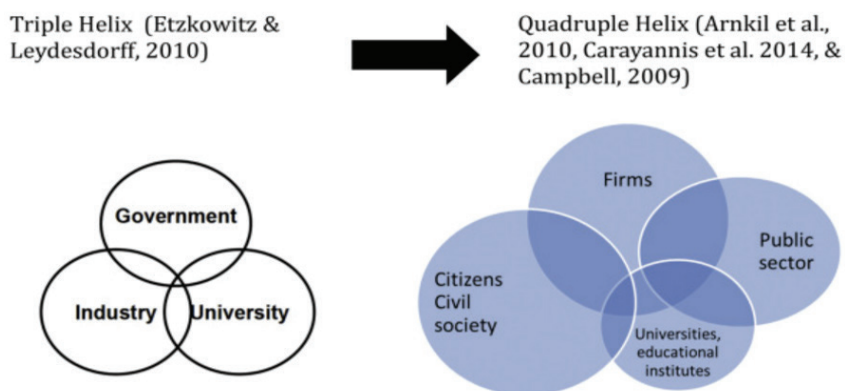 Triple Helix (Etzkowitz &
Leydesdorff, 2010)
Quadruple Helix (Arnkil et al.,
2010, Carayannis et al. 2014, &
Campbell, 2009)
Government
Industry
University
Firms
Public
sector
Citizens
Civil
society
Universities,
educational
institutes